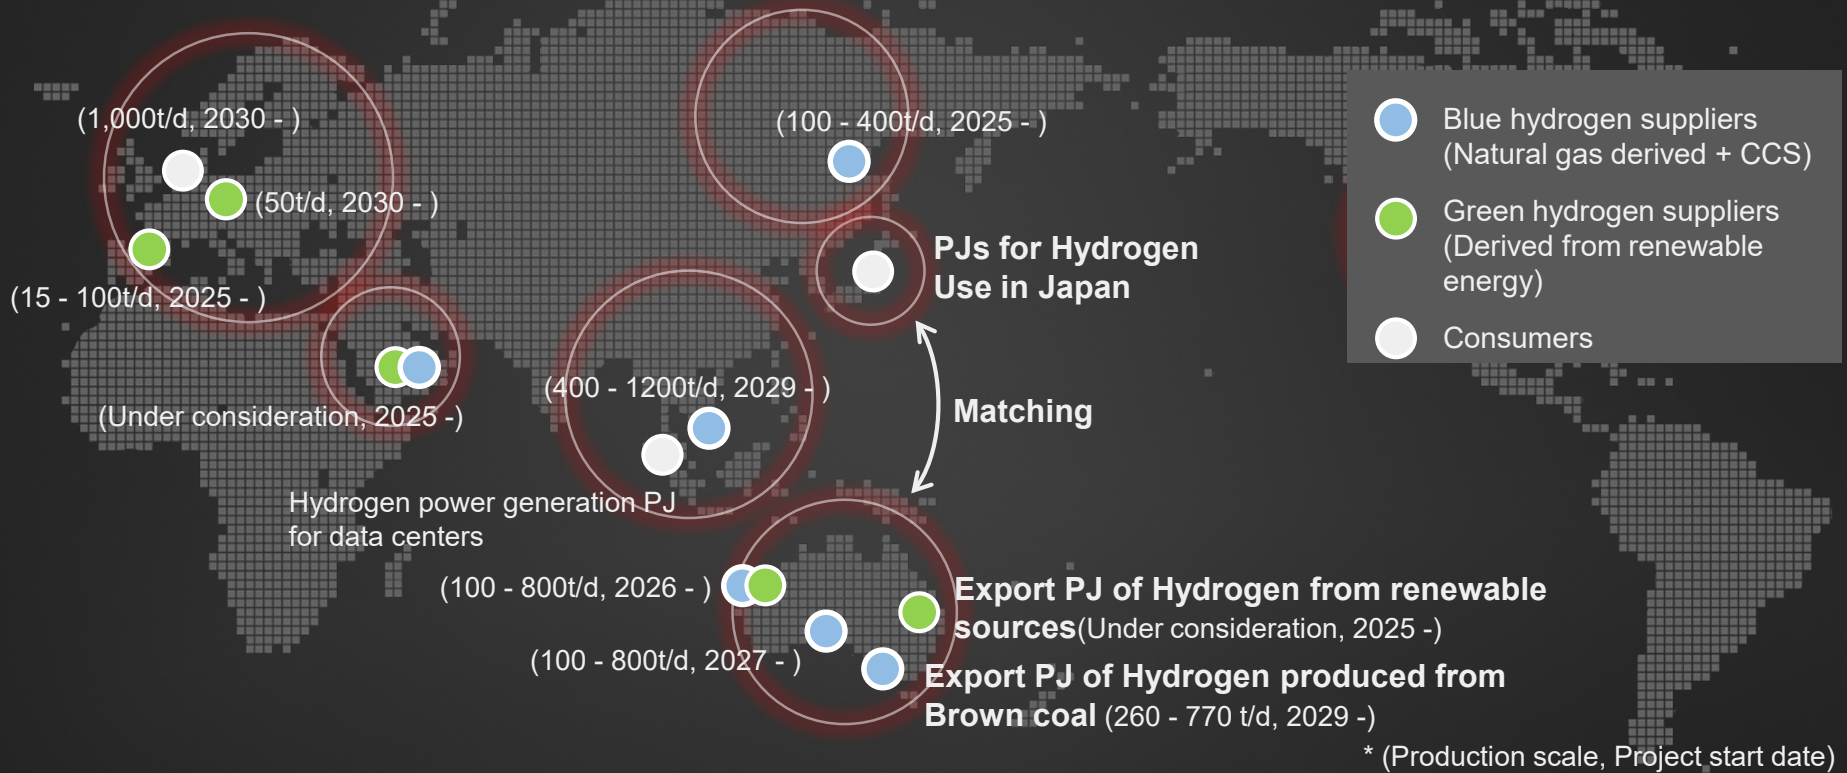 (1,000t/d, 2030 - )
(50t/d, 2030 - )
(15 - 100t/d, 2025 - )
(Under consideration, 2025 -)
(100 - 400t/d, 2025 - )
PJs for Hydrogen
Use in Japan
Matching
(400 - 1200t/d, 2029 - )
Hydrogen power generation PJ
for data centers
(100 - 800t/d, 2026 - )
(100 - 800t/d, 2027 - )
Export PJ of Hydrogen from renewable
sources(Under consideration, 2025 -)
Export PJ of Hydrogen produced from
Brown coal (260 - 770 t/d, 2029 -)
Blue hydrogen suppliers
(Natural gas derived + CCS)
Green hydrogen suppliers
(Derived from renewable
energy)
Consumers
* (Production scale, Project start date)